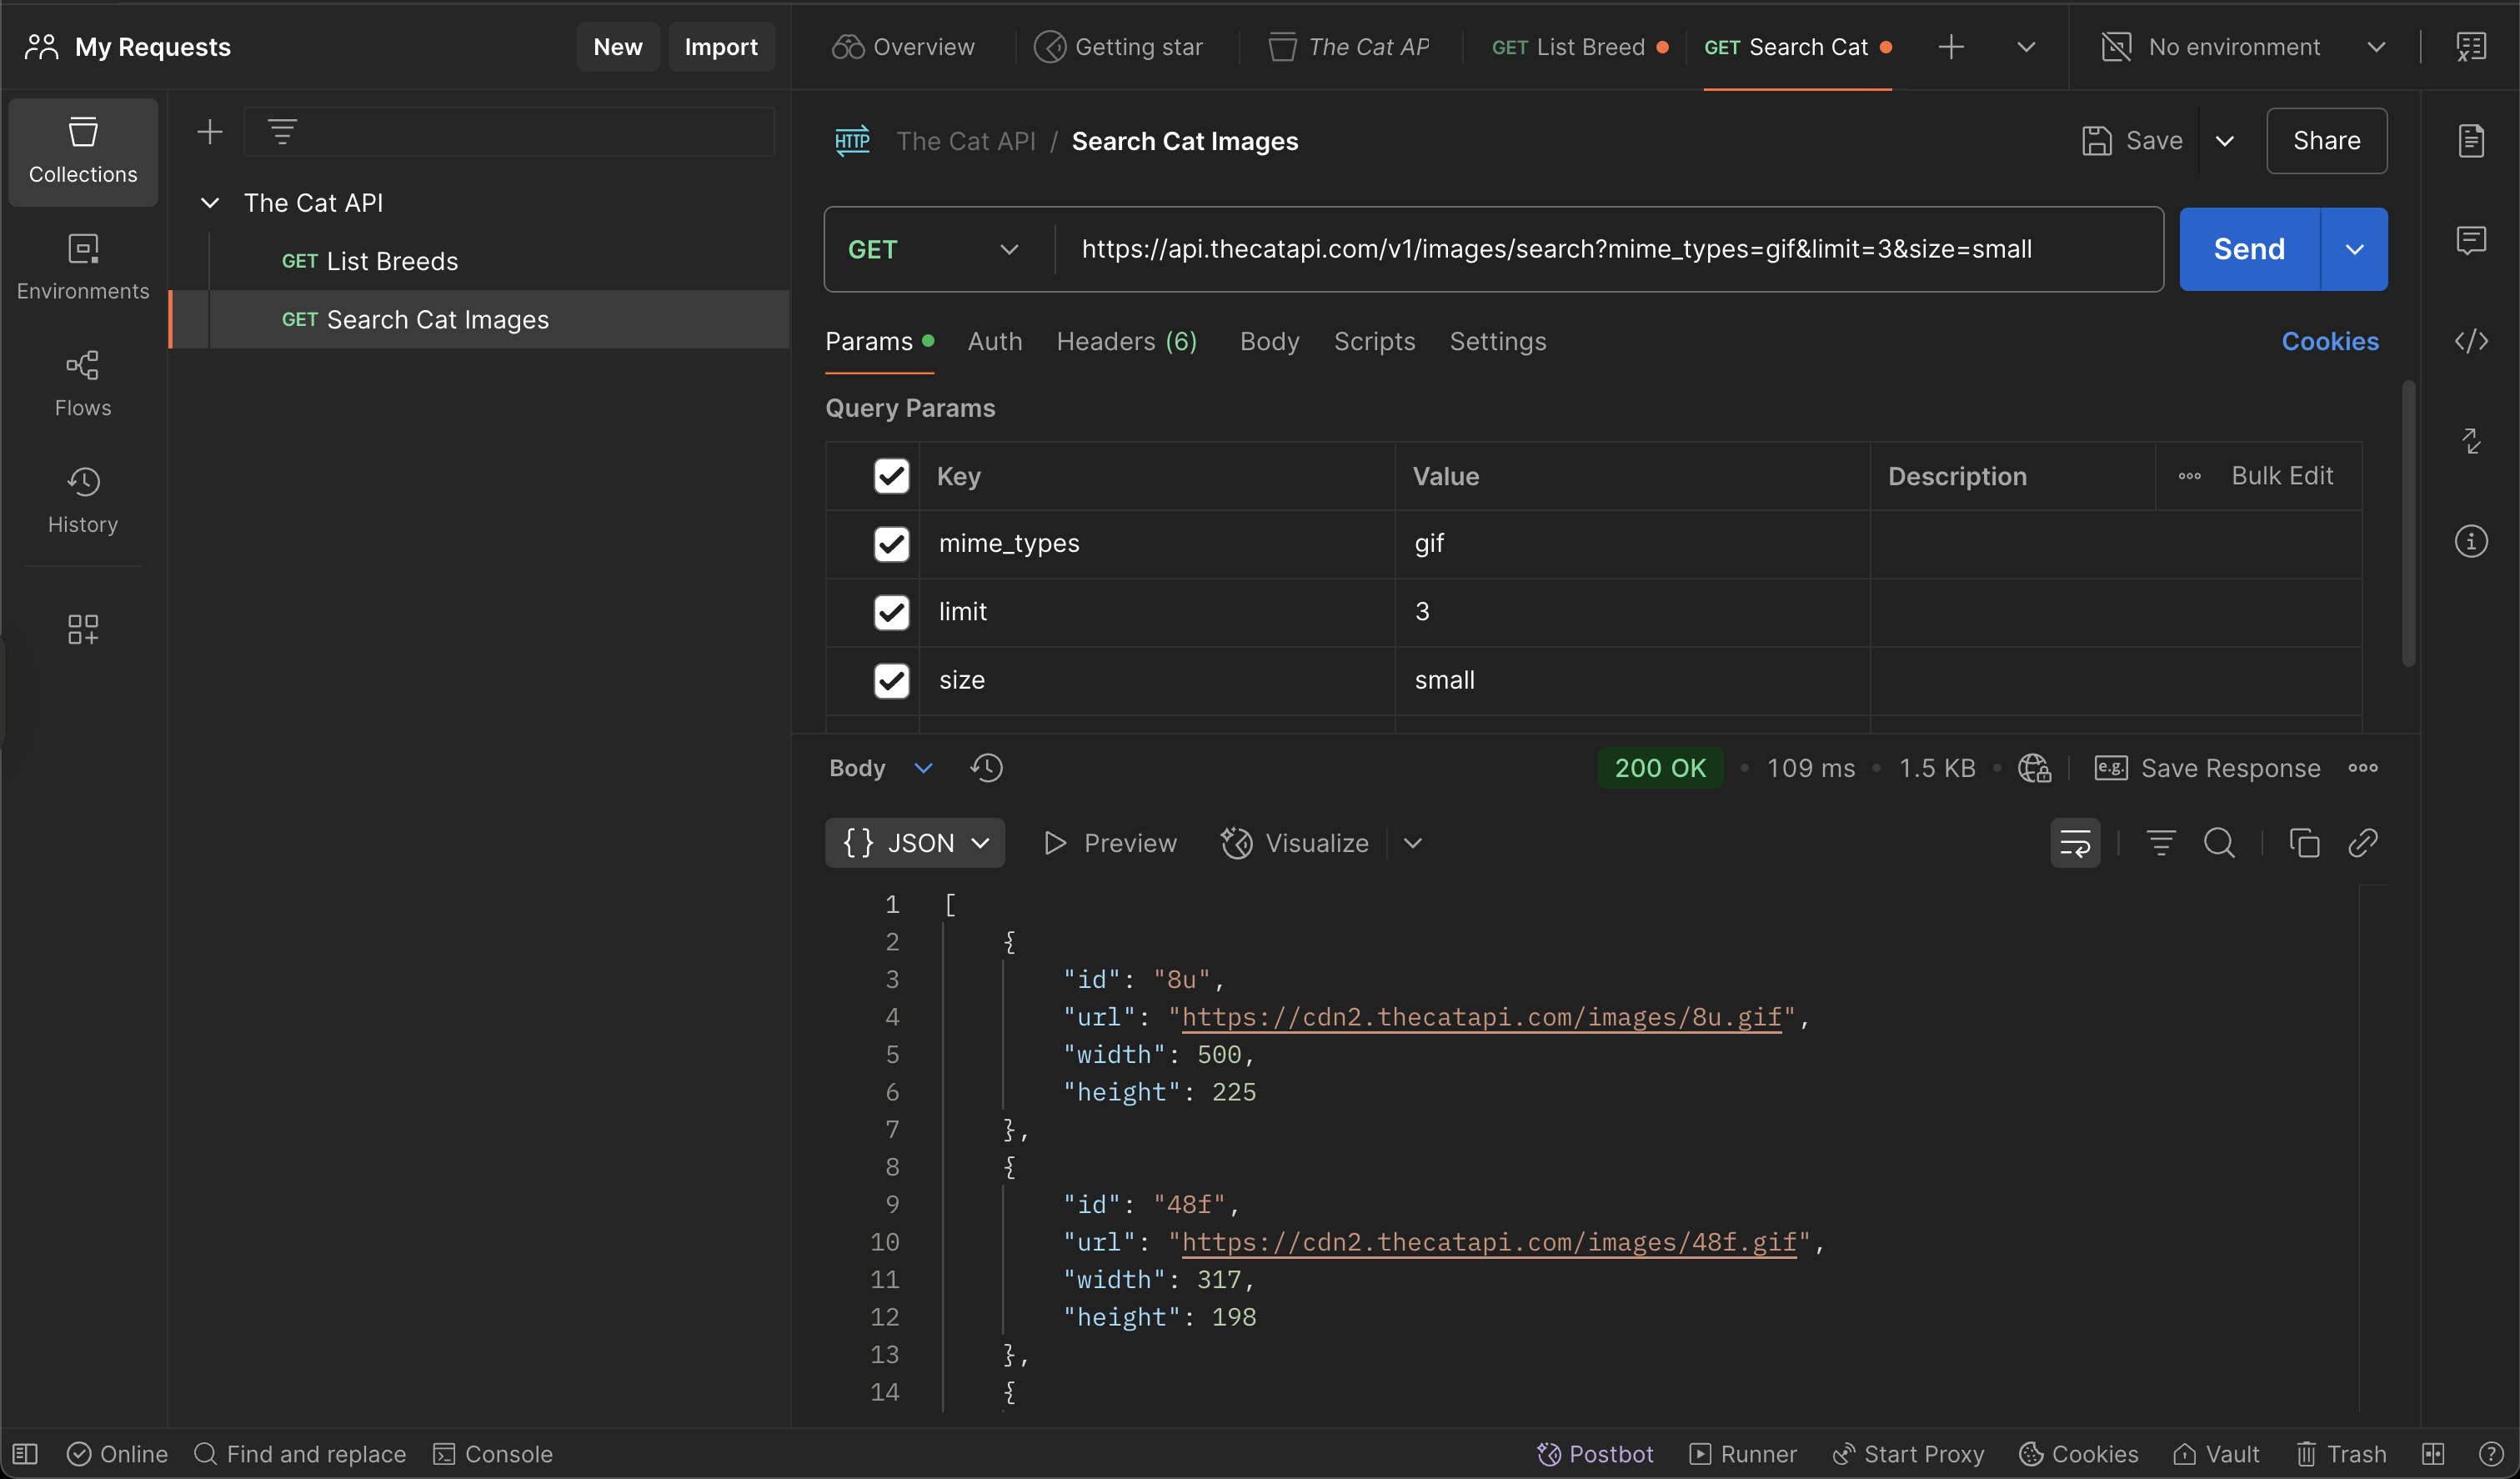 My Requests
New
Import
Overview
Getting star
The Cat AP
GET List Breed
GET Search Cat
No environment
Collections
Environments
Flows
History
The Cat API
GET List Breeds
GET Search Cat Images
HTTP
The Cat API / Search Cat Images
Save
Share
GET
https://api.thecatapi.com/v1/images/search?mime_types=gif&limit=3&size=small
Send
Params
Auth
Headers (6)
Body
Scripts
Settings
Cookies
Query Params
Key
Value
Description
Bulk Edit
mime_types
gif
limit
3
size
small
Body
200 OK
109 ms
1.5 KB
e.g.
Save Response
{} JSON
Preview
Visualize
1 [
2 {
3 "id": "8u",
4 "url": "https://cdn2.thecatapi.com/images/8u.gif",
5 "width": 500,
6 "height": 225
7 },
8 {
9 "id": "48f",
10 "url": "https://cdn2.thecatapi.com/images/48f.gif",
11 "width": 317,
12 "height": 198
13 },
14 {
Online
Find and replace
Console
Postbot
Runner
Start Proxy
Cookies
Vault
Trash